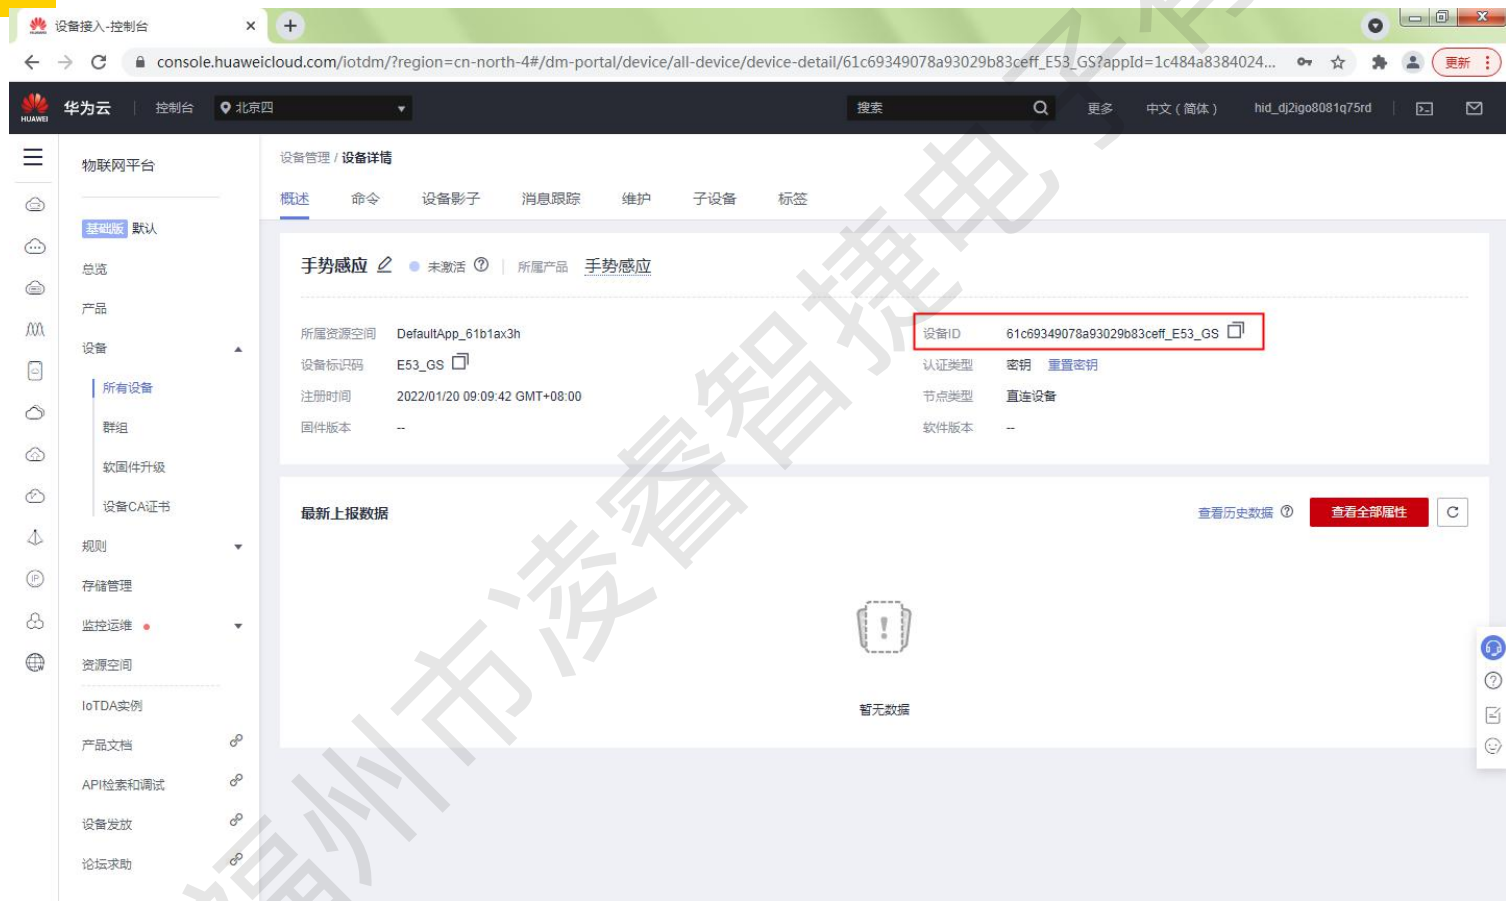 设备接入-控制台
console.huaweicloud.com/iotdm/?region=cn-north-4#/dm-portal/device/all-device/device-detail/61c69349078a93029b83ceff_E53_GS?appId=1c484a8384024...
更新
HUAWEI
华为云
控制台
北京四
搜索
更多
中文(简体)
hid_dj2igo8081q75rd
物联网平台
基础版 默认
总览
产品
设备
所有设备
群组
软固件升级
设备CA证书
规则
存储管理
监控运维
资源空间
IoTDA实例
产品文档
API检索和调试
设备发放
论坛求助
设备管理 / 设备详情
概述 命令 设备影子 消息跟踪 维护 子设备 标签
手势感应 未激活 所属产品 手势感应
所属资源空间 DefaultApp_61b1ax3h
设备ID 61c69349078a93029b83ceff_E53_GS
设备标识码 E53_GS
认证类型 密钥 重置密钥
注册时间 2022/01/20 09:09:42 GMT+08:00
节点类型 直连设备
固件版本 --
软件版本 --
最新上报数据
查看历史数据
查看全部属性
暂无数据
福州市凌睿智捷电子有